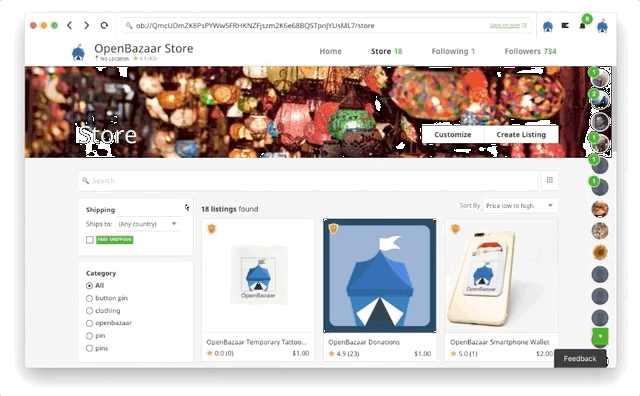 View on web
8
OpenBazaar Store
No Location ★ 4.9 (83)
Home
Store 18
Following 1
Followers 734
Store
Customize
Create Listing
Search
Shipping
Ships to: (Any country)
FREE SHIPPING
18 listings found
Sort By Price low to high
Category
All
button pin
clothing
openbazaar
pin
pins
OpenBazaar
OpenBazaar Temporary Tattoo...
★ 0.0 (0) $1.00
OpenBazaar Donations
★ 4.9 (23) $1.00
OpenBazaar
OpenBazaar Smartphone Wallet
★ 5.0 (1) $2.00
1
2
1
1
1
1
Feedback